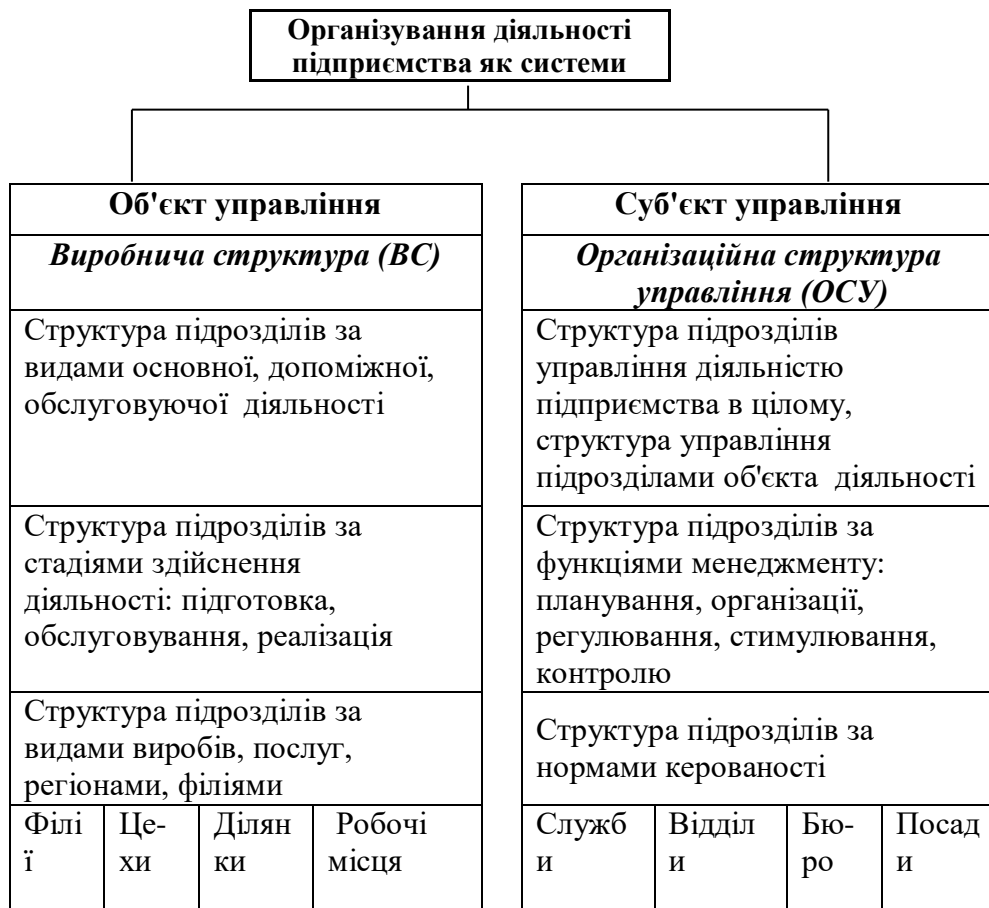 Організування діяльності
підприємства як системи
Об'єкт управління
Виробнича структура (ВС)
Структура підрозділів за
видами основної, допоміжної,
обслуговуючої діяльності
Структура підрозділів за
стадіями здійснення
діяльності: підготовка,
обслуговування, реалізація
Структура підрозділів за
видами виробів, послуг,
регіонами, філіями
Філі
ї
Це-
хи
Ділян
ки
Робочі
місця
Суб'єкт управління
Організаційна структура
управління (ОСУ)
Структура підрозділів
управління діяльністю
підприємства в цілому,
структура управління
підрозділами об'єкта діяльності
Структура підрозділів за
функціями менеджменту:
планування, організації,
регулювання, стимулювання,
контролю
Структура підрозділів за
нормами керованості
Служб
и
Відділ
и
Бю-
ро
Посад
и